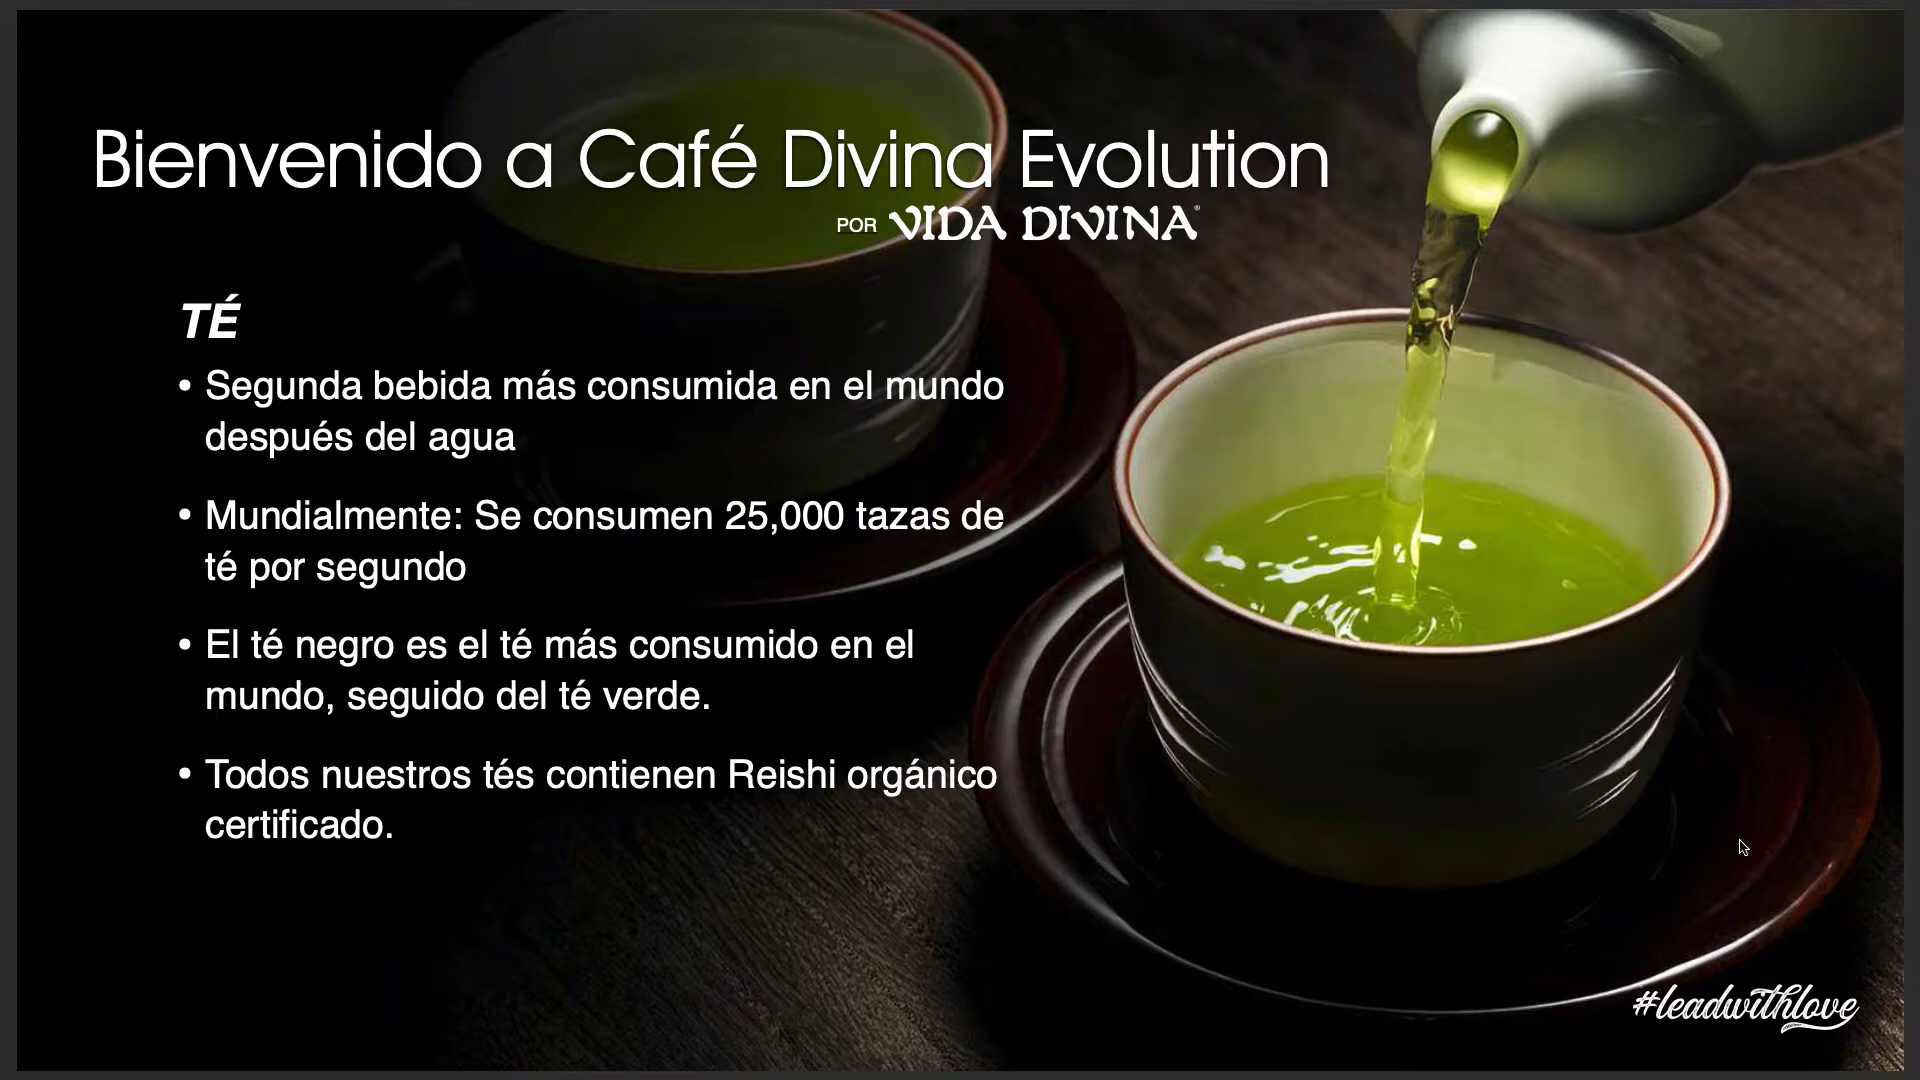 Bienvenido a Café Divina Evolution
POR VIDA DIVINA®
TÉ
• Segunda bebida más consumida en el mundo
después del agua
• Mundialmente: Se consumen 25,000 tazas de
té por segundo
• El té negro es el té más consumido en el
mundo, seguido del té verde.
• Todos nuestros tés contienen Reishi orgánico
certificado.
#leadwithlove